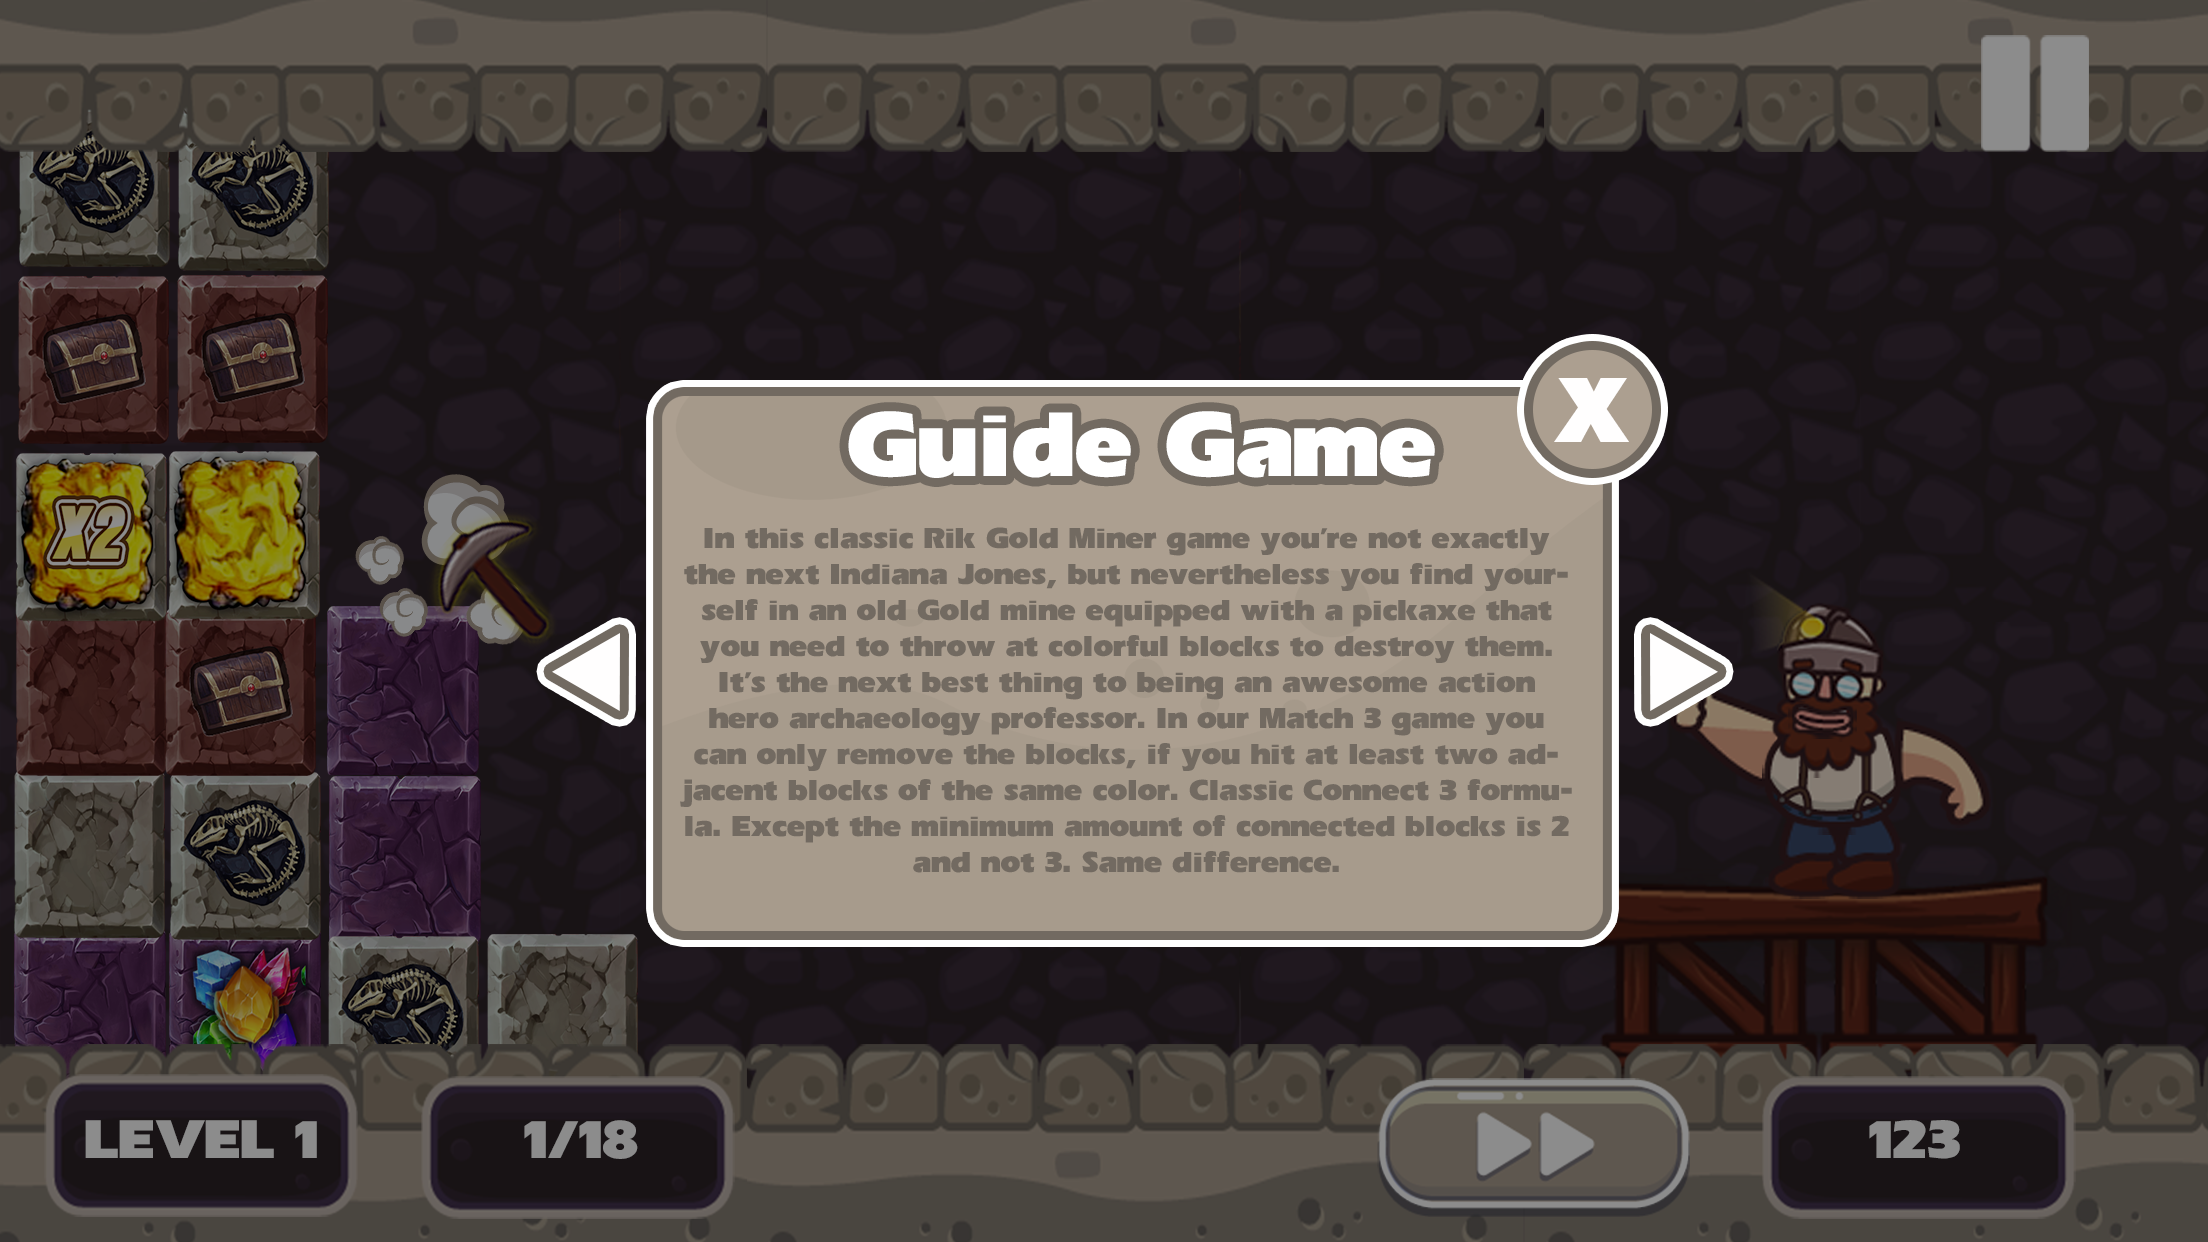 X2
Guide Game
X
In this classic Rik Gold Miner game you're not exactly
the next Indiana Jones, but nevertheless you find your-
self in an old Gold mine equipped with a pickaxe that
you need to throw at colorful blocks to destroy them.
It's the next best thing to being an awesome action
hero archaeology professor. In our Match 3 game you
can only remove the blocks, if you hit at least two ad-
jacent blocks of the same color. Classic Connect 3 formu-
la. Except the minimum amount of connected blocks is 2
and not 3. Same difference.
LEVEL 1
1/18
123